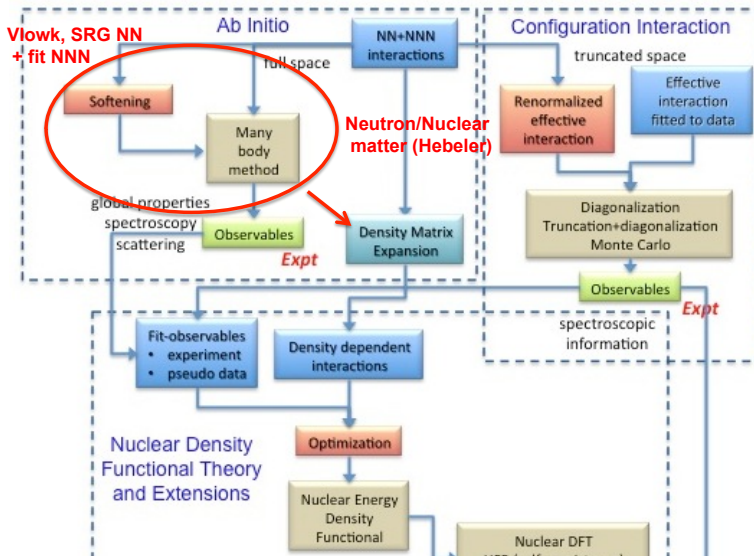 Ab Initio
Configuration Interaction
Vlowk, SRG NN
+ fit NNN
NN+NNN
interactions
full space
truncated space
Softening
Many
body
method
Neutron/Nuclear
matter (Hebeler)
Renormalized
effective
interaction
Effective
interaction
fitted to data
global properties
spectroscopy
scattering
Observables
Expt
Density Matrix
Expansion
Diagonalization
Truncation+diagonalization
Monte Carlo
Observables
Expt
spectroscopic
information
Fit-observables
• experiment
• pseudo data
Density dependent
interactions
Nuclear Density
Functional Theory
and Extensions
Optimization
Nuclear Energy
Density
Functional
Nuclear DFT